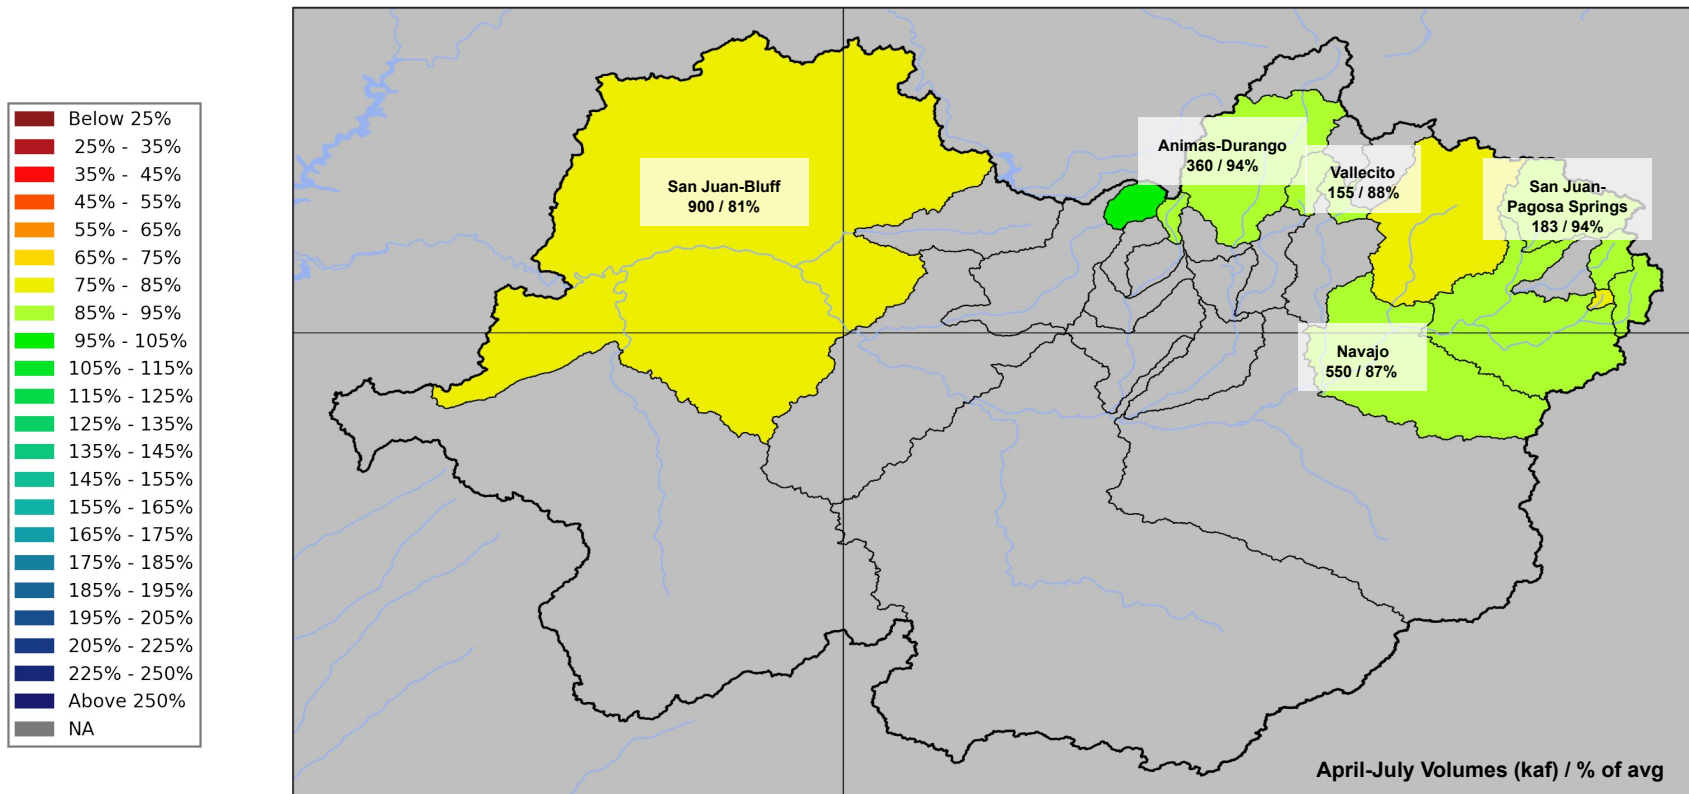 Below 25%
25% - 35%
35% - 45%
45% - 55%
55% - 65%
65% - 75%
75% - 85%
85% - 95%
95% - 105%
105% - 115%
115% - 125%
125% - 135%
135% - 145%
145% - 155%
155% - 165%
165% - 175%
175% - 185%
185% - 195%
195% - 205%
205% - 225%
225% - 250%
Above 250%
NA
San Juan-Bluff
900 / 81%
Animas-Durango
360 / 94%
Vallecito
155 / 88%
San Juan-
Pagosa Springs
183 / 94%
Navajo
550 / 87%
April-July Volumes (kaf) / % of avg